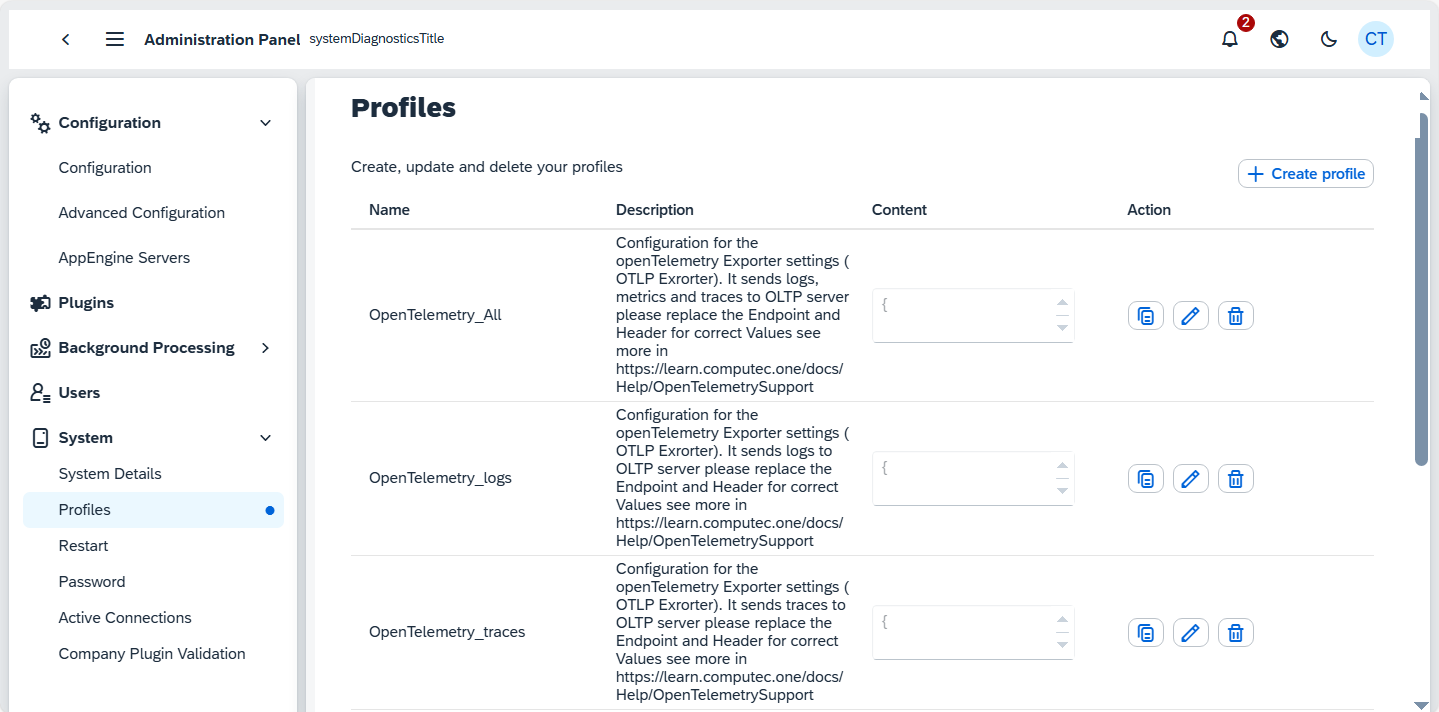 Administration Panel systemDiagnosticsTitle
2
CT
Configuration
Configuration
Advanced Configuration
AppEngine Servers
Plugins
Background Processing
Users
System
System Details
Profiles
Restart
Password
Active Connections
Company Plugin Validation
Profiles
Create, update and delete your profiles
Create profile
Name Description Content Action
OpenTelemetry_All
Configuration for the
openTelemetry Exporter settings (
OTLP Exrorter). It sends logs,
metrics and traces to OLTP server
please replace the Endpoint and
Header for correct Values see
more in
https://learn.computec.one/docs/
Help/OpenTelemetrySupport
{
OpenTelemetry_logs
Configuration for the
openTelemetry Exporter settings (
OTLP Exrorter). It sends logs to
OLTP server please replace the
Endpoint and Header for correct
Values see more in
https://learn.computec.one/docs/
Help/OpenTelemetrySupport
{
OpenTelemetry_traces
Configuration for the
openTelemetry Exporter settings (
OTLP Exrorter). It sends traces to
OLTP server please replace the
Endpoint and Header for correct
Values see more in
https://learn.computec.one/docs/
Help/OpenTelemetrySupport
{